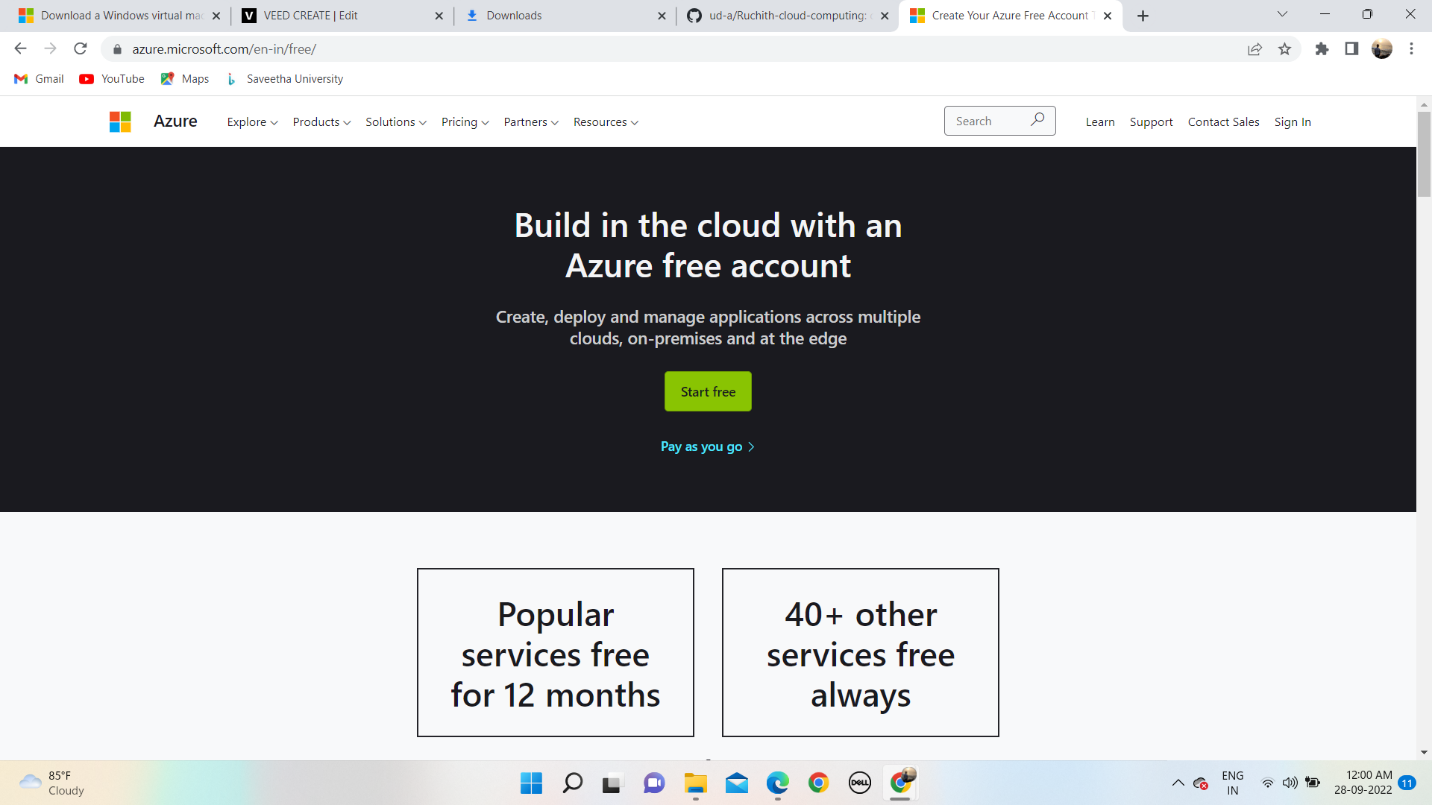 Download a Windows virtual mac
VEED CREATE | Edit
Downloads
ud-a/Ruchith-cloud-computing:
Create Your Azure Free Account T
azure.microsoft.com/en-in/free/
Gmail
YouTube
Maps
Saveetha University
Azure
Explore
Products
Solutions
Pricing
Partners
Resources
Search
Learn
Support
Contact Sales
Sign In
Build in the cloud with an
Azure free account
Create, deploy and manage applications across multiple
clouds, on-premises and at the edge
Start free
Pay as you go
Popular
services free
for 12 months
40+ other
services free
always
85°F
Cloudy
DELL
ENG
IN
12:00 AM
28-09-2022
11